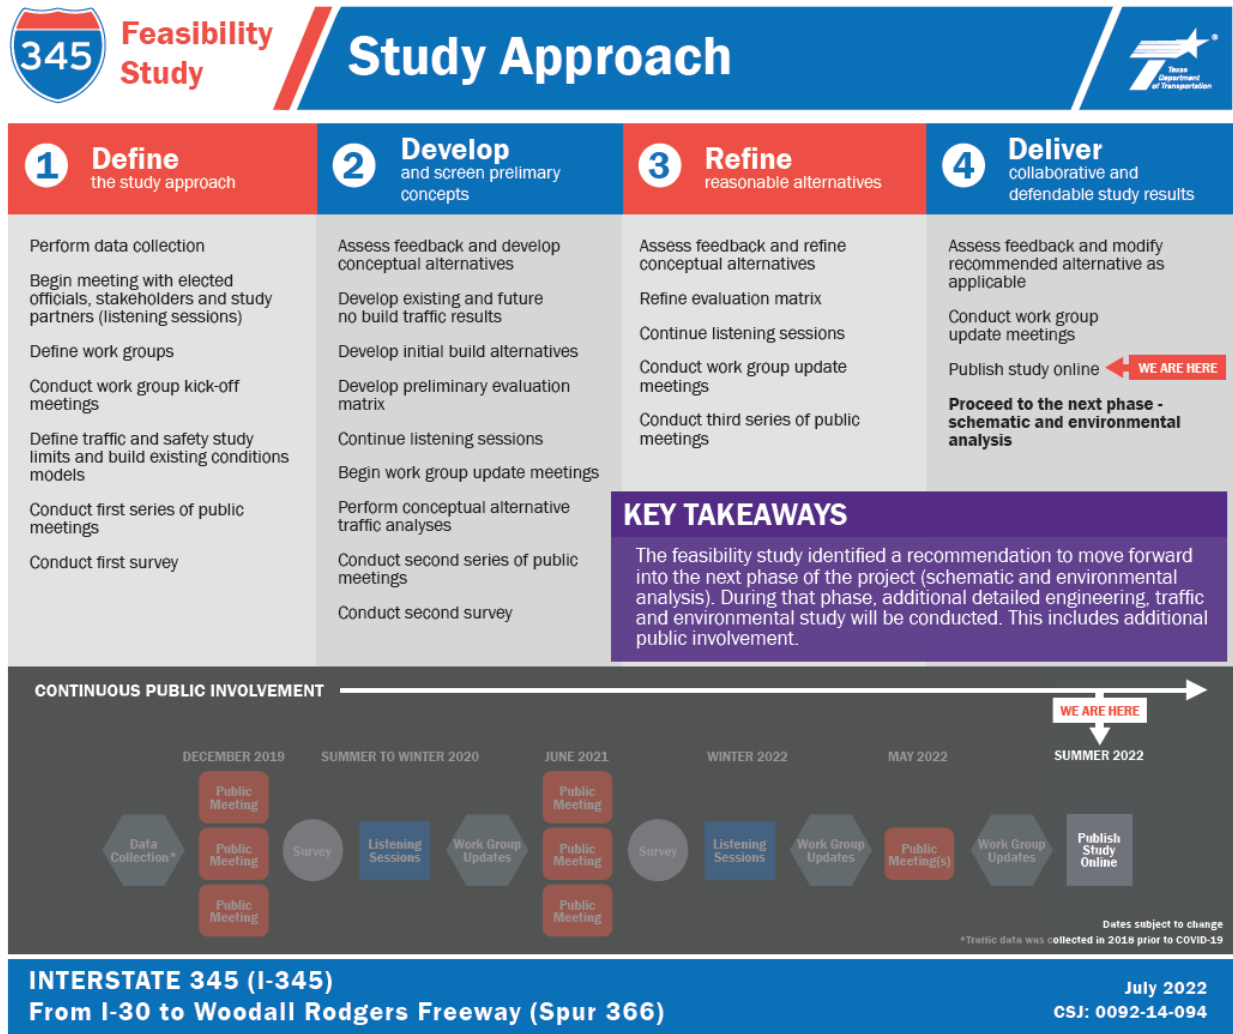 345
Feasibility
Study
Study Approach
Texas
Department
of Transportation
®
1
Define
the study approach
Perform data collection
Begin meeting with elected
officials, stakeholders and study
partners (listening sessions)
Define work groups
Conduct work group kick-off
meetings
Define traffic and safety study
limits and build existing conditions
models
Conduct first series of public
meetings
Conduct first survey
2
Develop
and screen prelimary
concepts
Assess feedback and develop
conceptual alternatives
Develop existing and future
no build traffic results
Develop initial build alternatives
Develop preliminary evaluation
matrix
Continue listening sessions
Begin work group update meetings
Perform conceptual alternative
traffic analyses
Conduct second series of public
meetings
Conduct second survey
3
Refine
reasonable alternatives
Assess feedback and refine
conceptual alternatives
Refine evaluation matrix
Continue listening sessions
Conduct work group update
meetings
Conduct third series of public
meetings
4
Deliver
collaborative and
defendable study results
Assess feedback and modify
recommended alternative as
applicable
Conduct work group
update meetings
Publish study online
WE ARE HERE
Proceed to the next phase -
schematic and environmental
analysis
KEY TAKEAWAYS
The feasibility study identified a recommendation to move forward
into the next phase of the project (schematic and environmental
analysis). During that phase, additional detailed engineering, traffic
and environmental study will be conducted. This includes additional
public involvement.
CONTINUOUS PUBLIC INVOLVEMENT
WE ARE HERE
DECEMBER 2019
SUMMER TO WINTER 2020
JUNE 2021
WINTER 2022
MAY 2022
SUMMER 2022
Data
Collection*
Public
Meeting
Public
Meeting
Public
Meeting
Survey
Listening
Sessions
Work Group
Updates
Public
Meeting
Public
Meeting
Public
Meeting
Survey
Listening
Sessions
Work Group
Updates
Public
Meeting(s)
Work Group
Updates
Publish
Study
Online
Dates subject to change
*Traffic data was collected in 2018 prior to COVID-19
INTERSTATE 345 (I-345)
From I-30 to Woodall Rodgers Freeway (Spur 366)
July 2022
CSJ: 0092-14-094